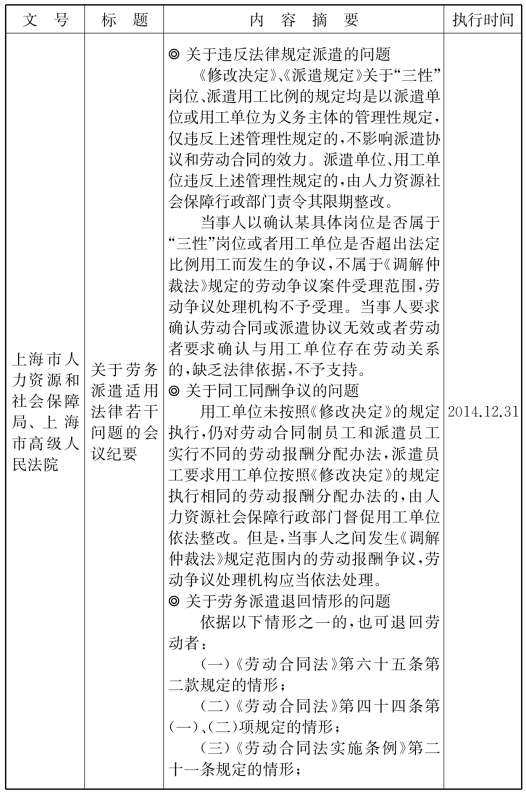 文 号
标 题
内 容 摘 要
执行时间
上海市人
力资源和
社会保障
局、上海
市高级人
民法院
关于劳务
派遣适用
法律若干
问题的会
议纪要
◎ 关于违反法律规定派遣的问题
《修改决定》、《派遣规定》关于“三性”
岗位、派遣用工比例的规定均是以派遣单
位或用工单位为义务主体的管理性规定,
仅违反上述管理性规定的,不影响派遣协
议和劳动合同的效力。派遣单位、用工单
位违反上述管理性规定的,由人力资源社
会保障行政部门责令其限期整改。
当事人以确认某具体岗位是否属于
“三性”岗位或者用工单位是否超出法定
比例用工而发生的争议,不属于《调解仲
裁法》规定的劳动争议案件受理范围,劳
动争议处理机构不予受理。当事人要求
确认劳动合同或派遣协议无效或者劳动
者要求确认与用工单位存在劳动关系
的,缺乏法律依据,不予支持。
◎ 关于同工同酬争议的问题
用工单位未按照《修改决定》的规定
执行,仍对劳动合同制员工和派遣员工
实行不同的劳动报酬分配办法,派遣员
工要求用工单位按照《修改决定》的规定
执行相同的劳动报酬分配办法的,由人
力资源社会保障行政部门督促用工单位
依法整改。但是,当事人之间发生《调解
仲裁法》规定范围内的劳动报酬争议,劳
动争议处理机构应当依法处理。
◎ 关于劳务派遣退回情形的问题
依据以下情形之一的,也可退回劳
动者:
(一)《劳动合同法》第六十五条第
二款规定的情形;
(二)《劳动合同法》第四十四条第
(一)、(二)项规定的情形;
(三)《劳动合同法实施条例》第二
十一条规定的情形;
2014.12.31